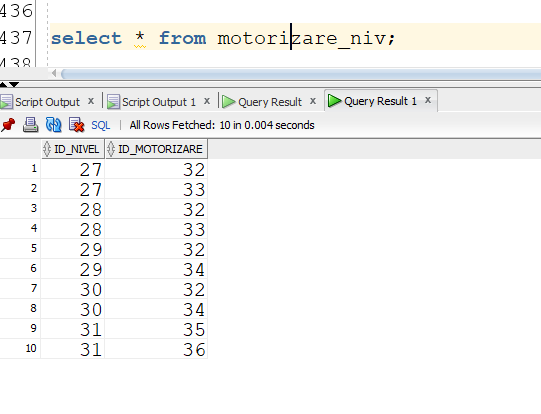 436
437 select * from motorizare_niv;
438
Script Output x Script Output 1 x Query Result x Query Result 1 x
SQL | All Rows Fetched: 10 in 0.004 seconds
ID_NIVEL ID_MOTORIZARE
1 27 32
2 27 33
3 28 32
4 28 33
5 29 32
6 29 34
7 30 32
8 30 34
9 31 35
10 31 36